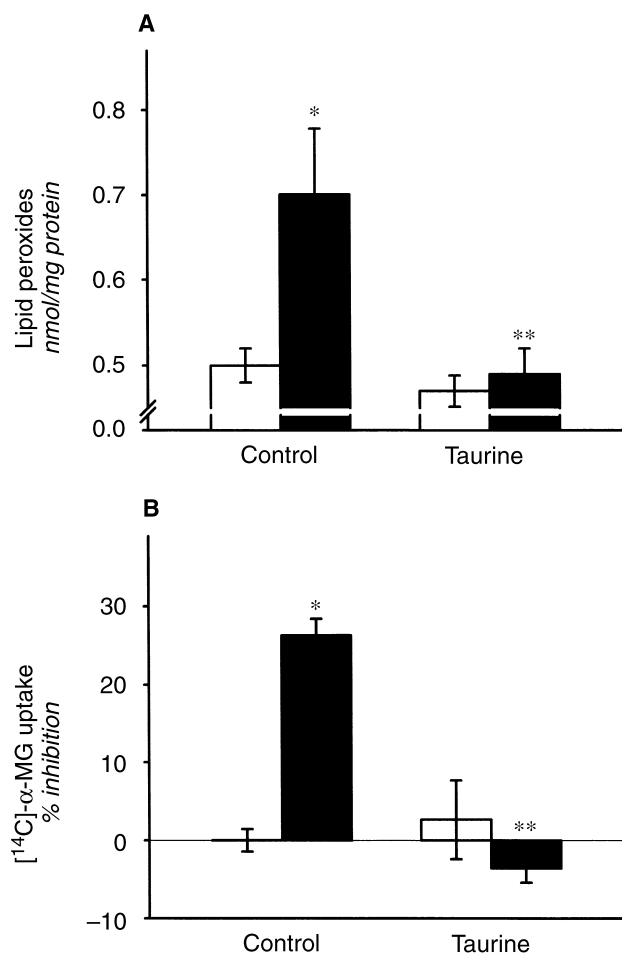 A
Lipid peroxides
nmol/mg protein
0.8
0.7
0.6
0.5
0.0
*
**
Control
Taurine
B
[¹⁴C]-α-MG uptake
% inhibition
30
20
10
0
−10
*
**
Control
Taurine